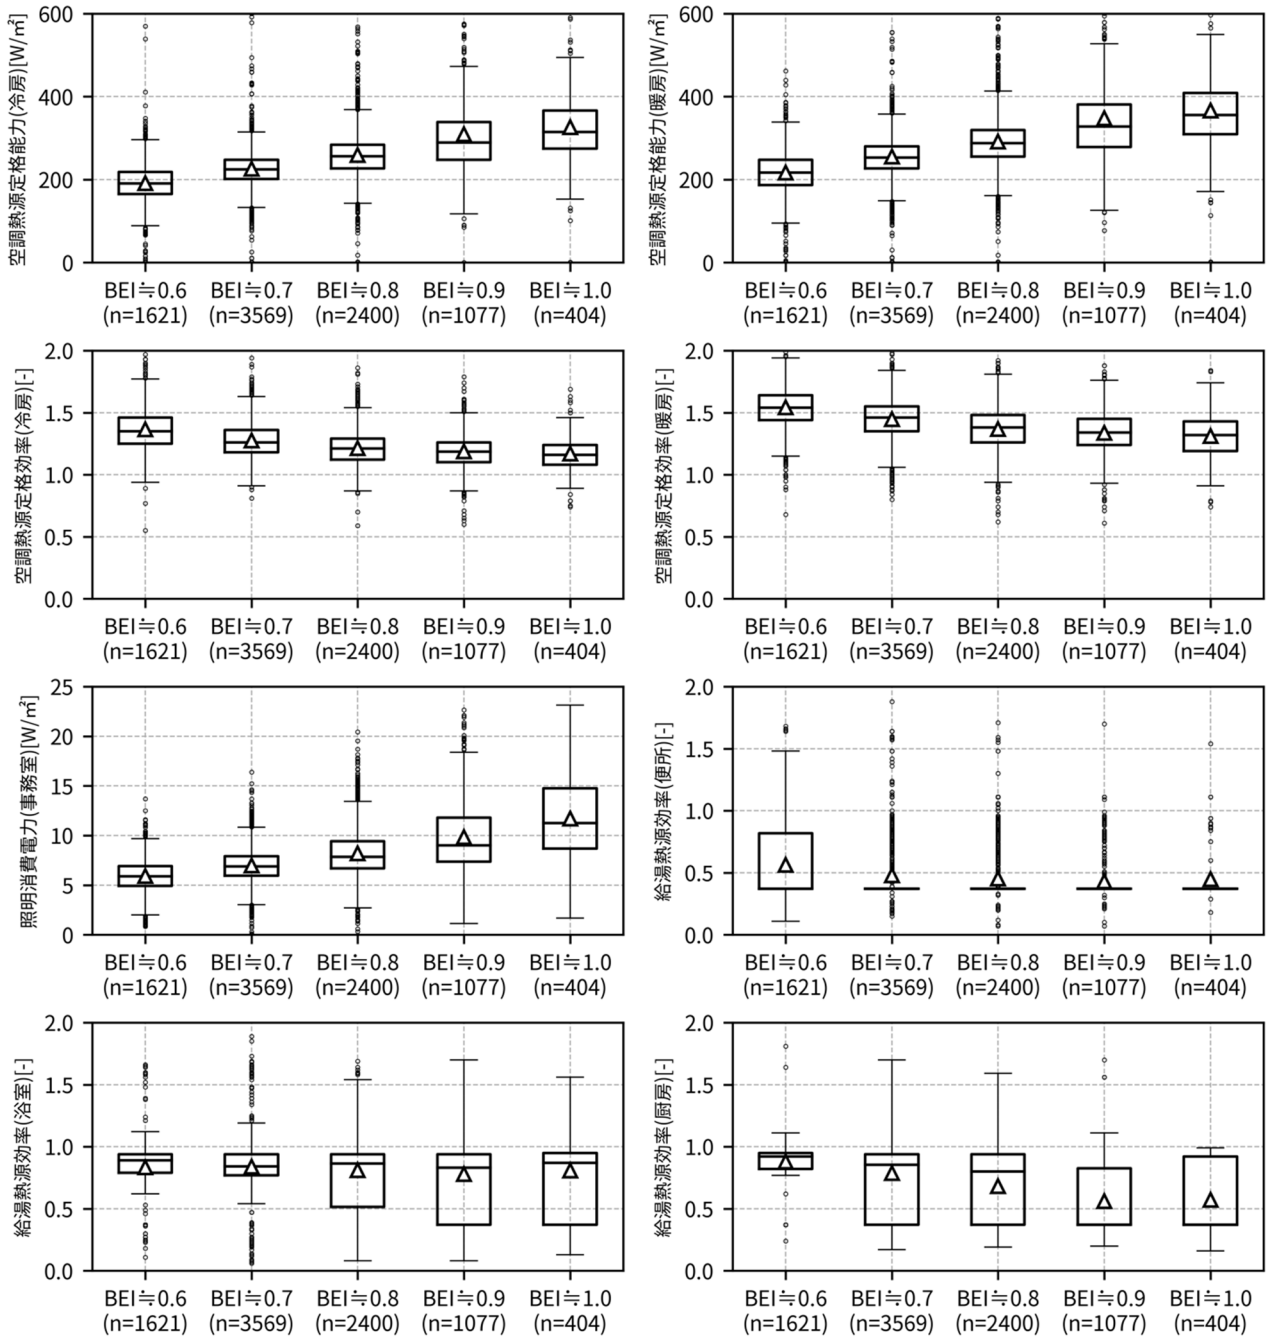 空調熱源定格能力(冷房)[W/㎡]
600
400
200
0
BEI≒0.6 BEI≒0.7 BEI≒0.8 BEI≒0.9 BEI≒1.0
(n=1621) (n=3569) (n=2400) (n=1077) (n=404)
空調熱源定格能力(暖房)[W/㎡]
600
400
200
0
BEI≒0.6 BEI≒0.7 BEI≒0.8 BEI≒0.9 BEI≒1.0
(n=1621) (n=3569) (n=2400) (n=1077) (n=404)
空調熱源定格効率(冷房)[-]
2.0
1.5
1.0
0.5
0.0
BEI≒0.6 BEI≒0.7 BEI≒0.8 BEI≒0.9 BEI≒1.0
(n=1621) (n=3569) (n=2400) (n=1077) (n=404)
空調熱源定格効率(暖房)[-]
2.0
1.5
1.0
0.5
0.0
BEI≒0.6 BEI≒0.7 BEI≒0.8 BEI≒0.9 BEI≒1.0
(n=1621) (n=3569) (n=2400) (n=1077) (n=404)
照明消費電力(事務室)[W/㎡]
25
20
15
10
5
0
BEI≒0.6 BEI≒0.7 BEI≒0.8 BEI≒0.9 BEI≒1.0
(n=1621) (n=3569) (n=2400) (n=1077) (n=404)
給湯熱源効率(便所)[-]
2.0
1.5
1.0
0.5
0.0
BEI≒0.6 BEI≒0.7 BEI≒0.8 BEI≒0.9 BEI≒1.0
(n=1621) (n=3569) (n=2400) (n=1077) (n=404)
給湯熱源効率(浴室)[-]
2.0
1.5
1.0
0.5
0.0
BEI≒0.6 BEI≒0.7 BEI≒0.8 BEI≒0.9 BEI≒1.0
(n=1621) (n=3569) (n=2400) (n=1077) (n=404)
給湯熱源効率(厨房)[-]
2.0
1.5
1.0
0.5
0.0
BEI≒0.6 BEI≒0.7 BEI≒0.8 BEI≒0.9 BEI≒1.0
(n=1621) (n=3569) (n=2400) (n=1077) (n=404)